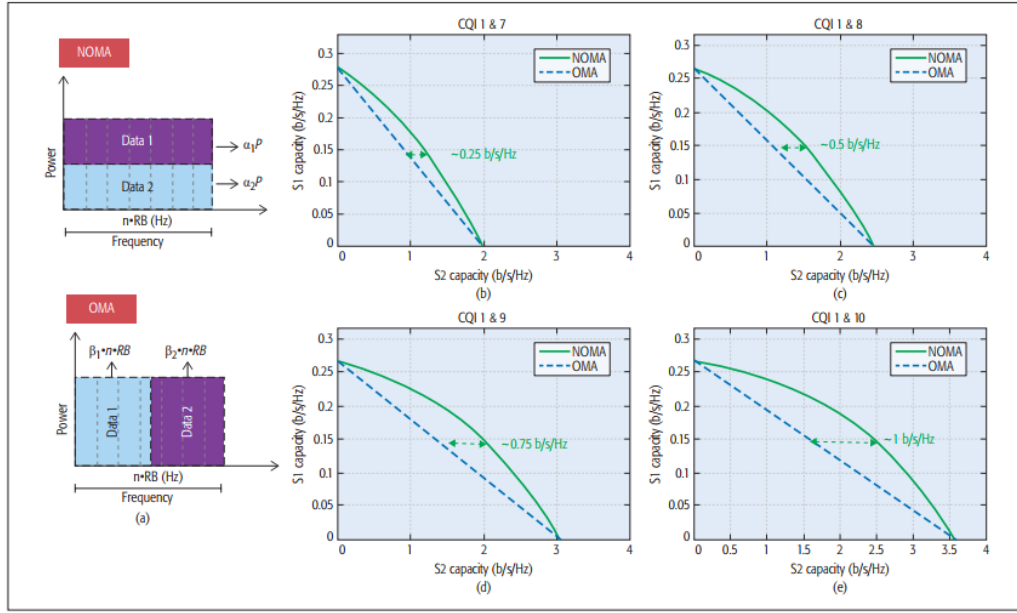 NOMA
Power
Data 1
α1P
Data 2
α2P
n•RB (Hz)
Frequency
OMA
β1•n•RB
β2•n•RB
Power
Data 1
Data 2
n•RB (Hz)
Frequency
(a)
CQI 1 & 7
S1 capacity (b/s/Hz)
0.3
0.25
0.2
0.15
0.1
0.05
0
NOMA
OMA
~0.25 b/s/Hz
0 1 2 3 4
S2 capacity (b/s/Hz)
(b)
CQI 1 & 8
S1 capacity (b/s/Hz)
0.3
0.25
0.2
0.15
0.1
0.05
0
NOMA
OMA
~0.5 b/s/Hz
0 1 2 3 4
S2 capacity (b/s/Hz)
(c)
CQI 1 & 9
S1 capacity (b/s/Hz)
0.3
0.25
0.2
0.15
0.1
0.05
0
NOMA
OMA
~0.75 b/s/Hz
0 1 2 3 4
S2 capacity (b/s/Hz)
(d)
CQI 1 & 10
S1 capacity (b/s/Hz)
0.3
0.25
0.2
0.15
0.1
0.05
0
NOMA
OMA
~1 b/s/Hz
0 0.5 1 1.5 2 2.5 3 3.5 4
S2 capacity (b/s/Hz)
(e)